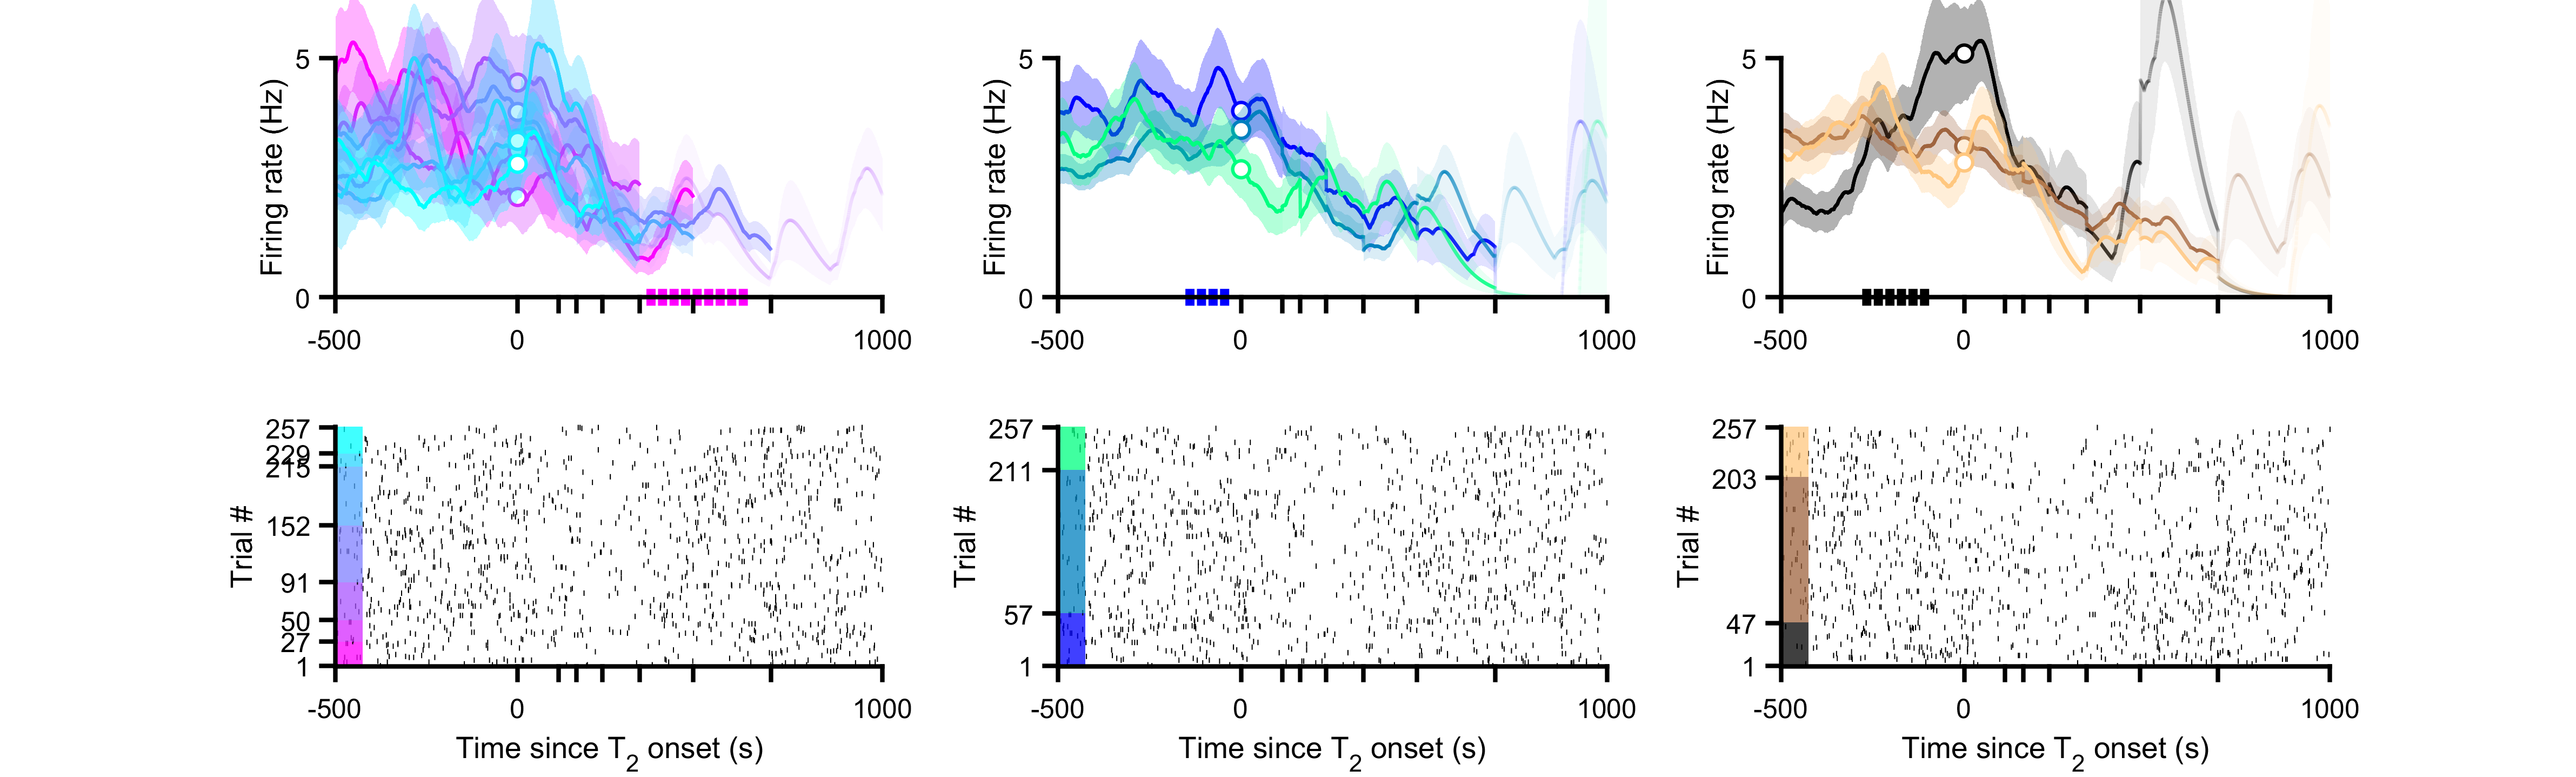 5
Firing rate (Hz)
0
-500 0 1000
5
Firing rate (Hz)
0
-500 0 1000
5
Firing rate (Hz)
0
-500 0 1000
257
229
215
152
91
50
27
1
Trial #
-500 0 1000
Time since T2 onset (s)
257
211
57
1
Trial #
-500 0 1000
Time since T2 onset (s)
257
203
47
1
Trial #
-500 0 1000
Time since T2 onset (s)